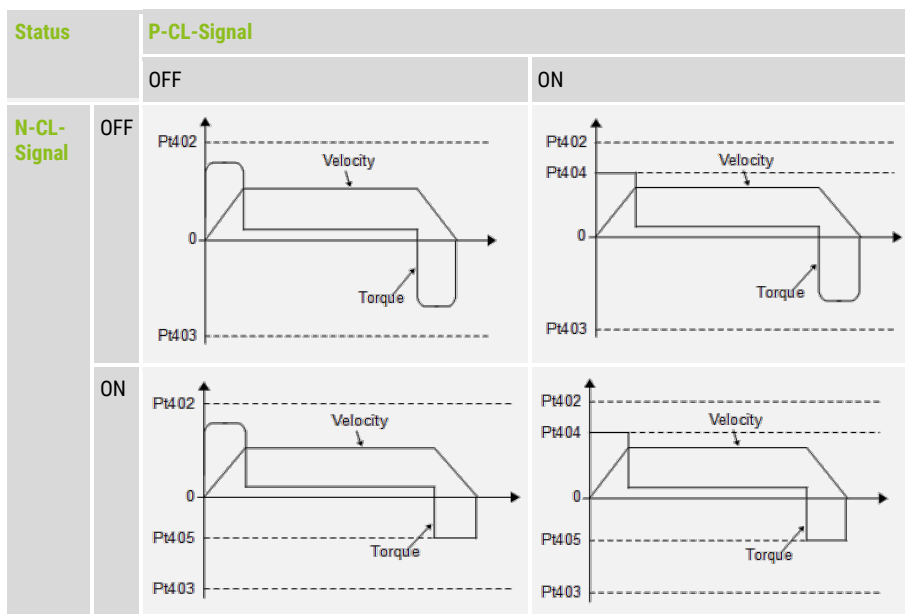 Status
P-CL-Signal
OFF
ON
N-CL-
Signal
OFF
Pt402
Velocity
0
Torque
Pt403
Pt402
Pt404
Velocity
0
Torque
Pt403
ON
Pt402
Velocity
0
Pt405
Torque
Pt403
Pt402
Pt404
Velocity
0
Pt405
Torque
Pt403